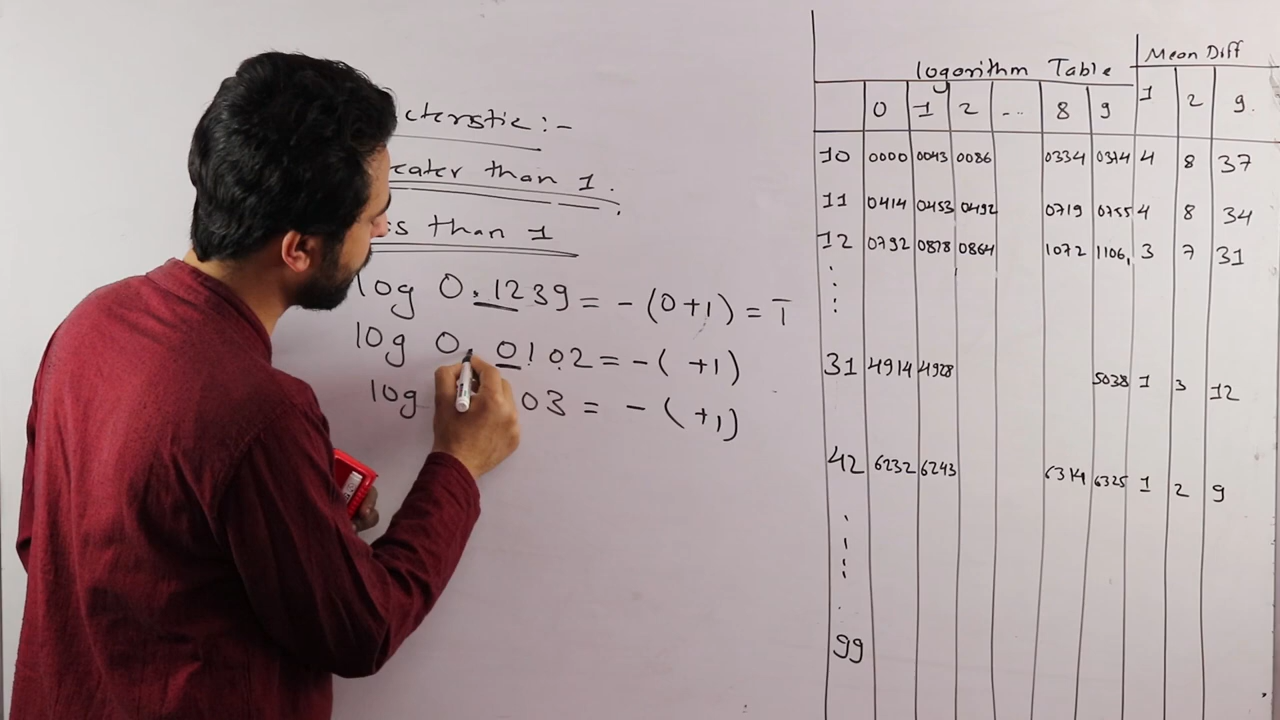 cteristic:-
eater than 1.
ss than 1
log 0.1239 = -(0+1) = 1̄
log 0.0102 = -( +1)
log 03 = -( +1)
logorithm Table Mean Diff
0 1 2 ... 8 9 1 2 9.
10 0000 0043 0086 0334 0374 4 8 37
11 0414 0453 0492 0719 0755 4 8 34
12 0792 0828 0864 1072 1106 3 7 31
31 4914 4928 5038 1 3 12
42 6232 6243 6314 6325 1 2 9
99